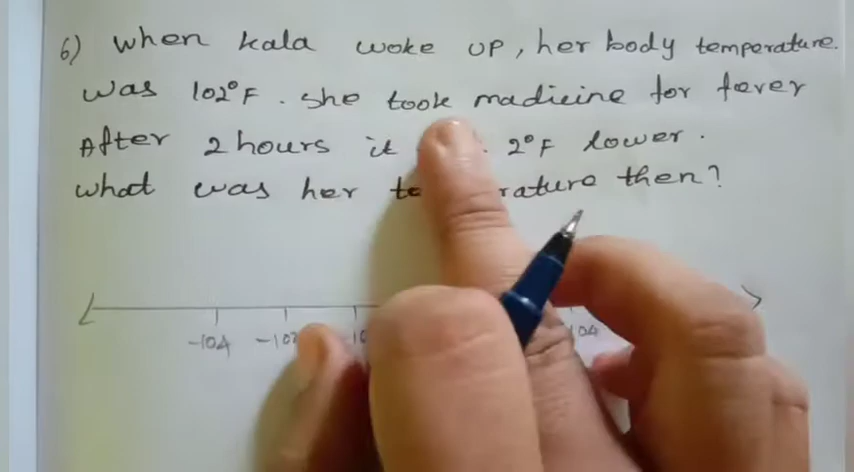 6) when kala woke up, her body temperature.
was 102°F. she took madicine for fever
After 2 hours it 2°F lower.
what was her rature then?
-104 -102 104